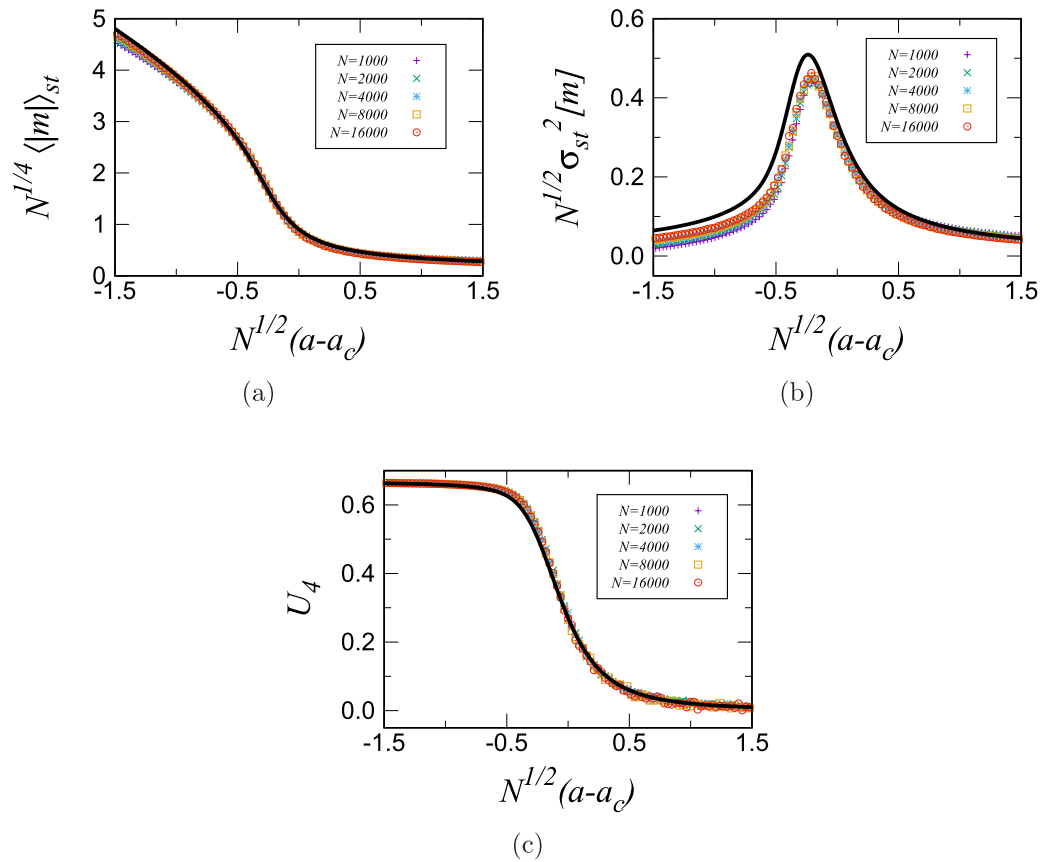 5
4
3
2
1
0
N^{1/4} ⟨|m|⟩_{st}
N=1000
N=2000
N=4000
N=8000
N=16000
-1.5 -0.5 0.5 1.5
N^{1/2}(a-a_c)
(a)
0.6
0.4
0.2
0.0
N^{1/2}σ_{st}^2[m]
N=1000
N=2000
N=4000
N=8000
N=16000
-1.5 -0.5 0.5 1.5
N^{1/2}(a-a_c)
(b)
0.6
0.4
0.2
0.0
U_4
N=1000
N=2000
N=4000
N=8000
N=16000
-1.5 -0.5 0.5 1.5
N^{1/2}(a-a_c)
(c)